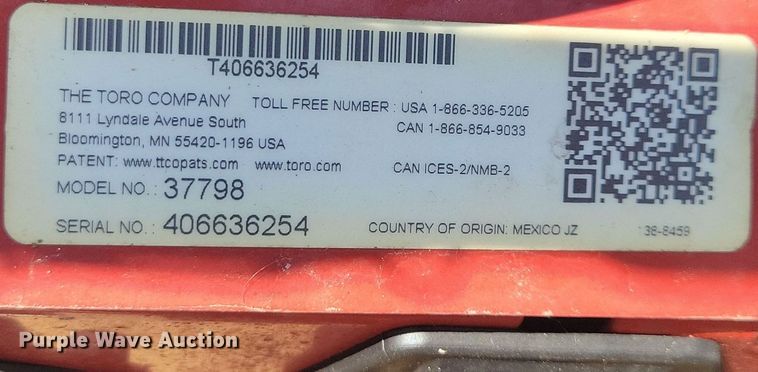 T406636254
THE TORO COMPANY TOLL FREE NUMBER : USA 1-866-336-5205
8111 Lyndale Avenue South CAN 1-866-854-9033
Bloomington, MN 55420-1196 USA
PATENT: www.ttcopats.com www.toro.com CAN ICES-2/NMB-2
MODEL NO.: 37798
SERIAL NO.: 406636254 COUNTRY OF ORIGIN: MEXICO JZ 38-8459
Purple Wave Auction